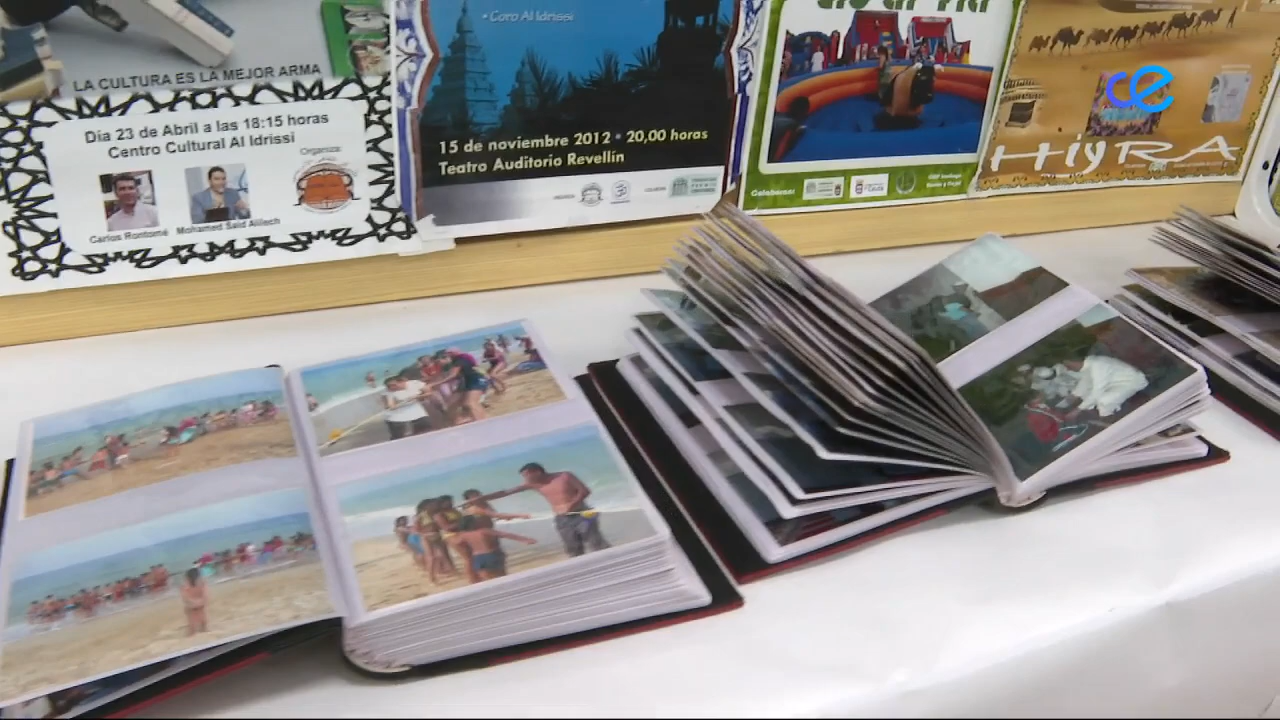 LA CULTURA ES LA MEJOR ARMA
Día 23 de Abril a las 18:15 horas
Centro Cultural Al Idrissi
Organiza:
Carlos Rontomé
Mohamed Said Alilech
• Coro Al Idrissi
15 de noviembre 2012 • 20,00 horas
Teatro Auditorio Revellín
Colaboran:
ce
HiyRA